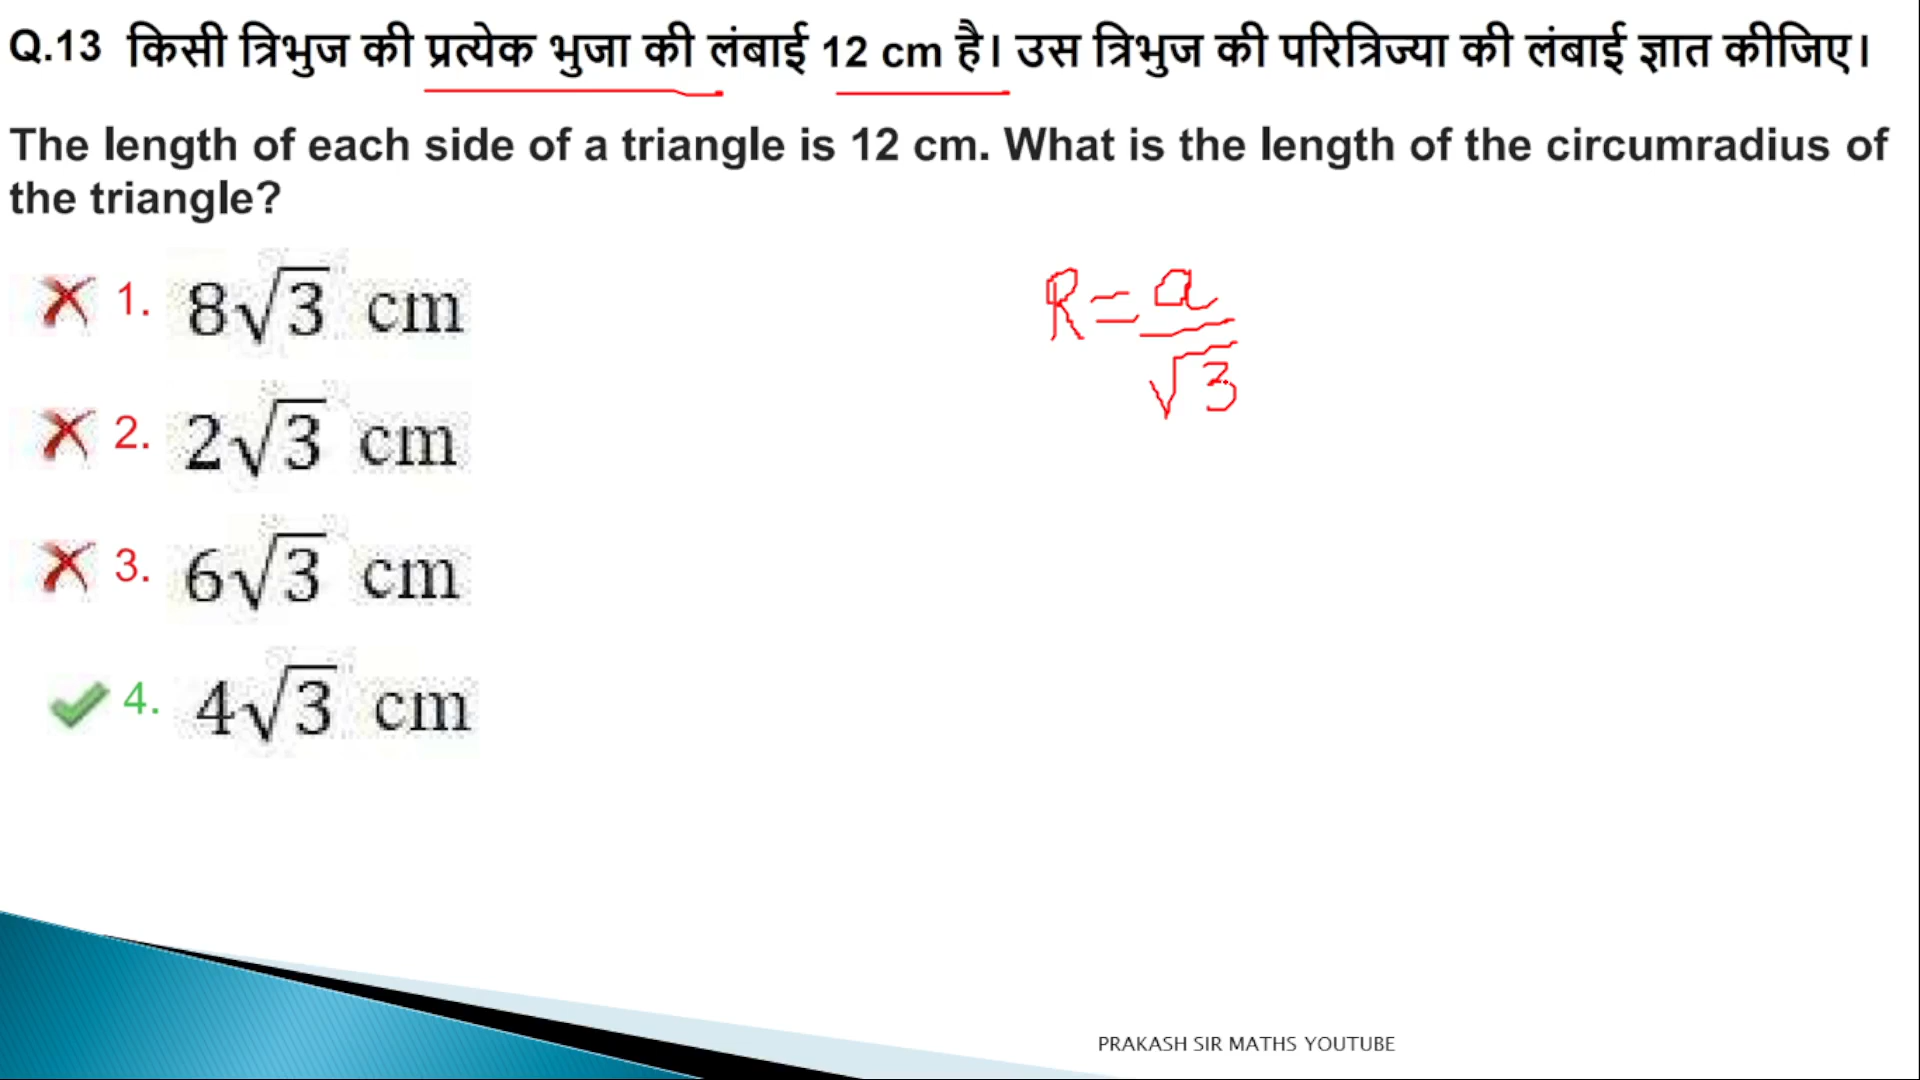 Q.13 किसी त्रिभुज की प्रत्येक भुजा की लंबाई 12 cm है। उस त्रिभुज की परित्रिज्या की लंबाई ज्ञात कीजिए।
The length of each side of a triangle is 12 cm. What is the length of the circumradius of
the triangle?
1. 8√3 cm
2. 2√3 cm
3. 6√3 cm
4. 4√3 cm
R = a
√3
PRAKASH SIR MATHS YOUTUBE